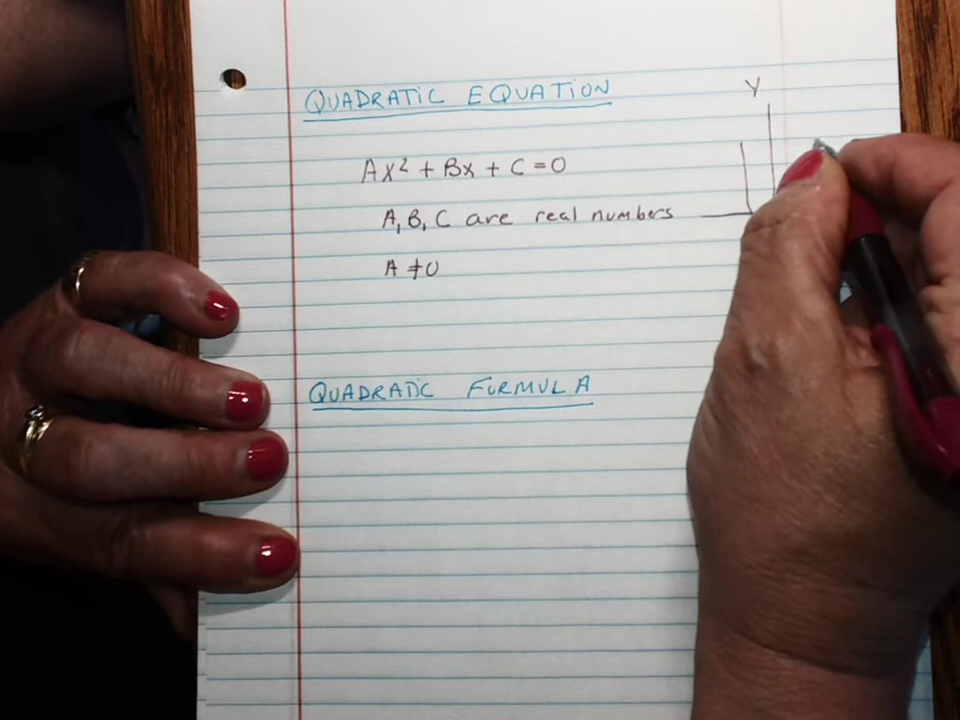 QUADRATIC EQUATION
Y
Ax² + Bx + C = 0
A, B, C are real numbers
A ≠ 0
QUADRATIC FORMULA